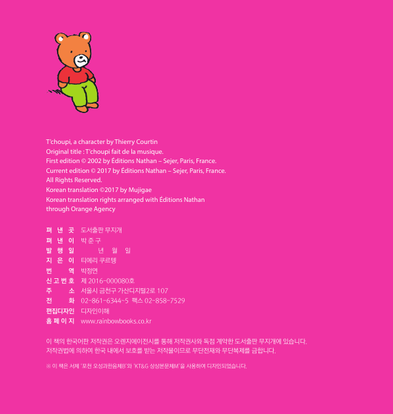 T'choupi, a character by Thierry Courtin
Original title : T'choupi fait de la musique.
First edition © 2002 by Éditions Nathan – Sejer, Paris, France.
Current edition © 2017 by Éditions Nathan – Sejer, Paris, France.
All Rights Reserved.
Korean translation ©2017 by Mujigae
Korean translation rights arranged with Éditions Nathan
through Orange Agency
펴 낸 곳 도서출판 무지개
펴 낸 이 박 준 구
발 행 일 년 월 일
지 은 이 티에리 쿠르탱
번 역 박정연
신고번호 제 2016-000080호
주 소 서울시 금천구 가산디지털2로 107
전 화 02-861-6344~5 팩스 02-858-7529
편집디자인 디자인이래
홈페이지 www.rainbowbooks.co.kr
이 책의 한국어판 저작권은 오렌지에이전시를 통해 저작권사와 독점 계약한 도서출판 무지개에 있습니다.
저작권법에 의하여 한국 내에서 보호를 받는 저작물이므로 무단전재와 무단복제를 금합니다.
※ 이 책은 서체 '포천 오성과한음체B'와 'KT&G 상상본문체M'을 사용하여 디자인되었습니다.